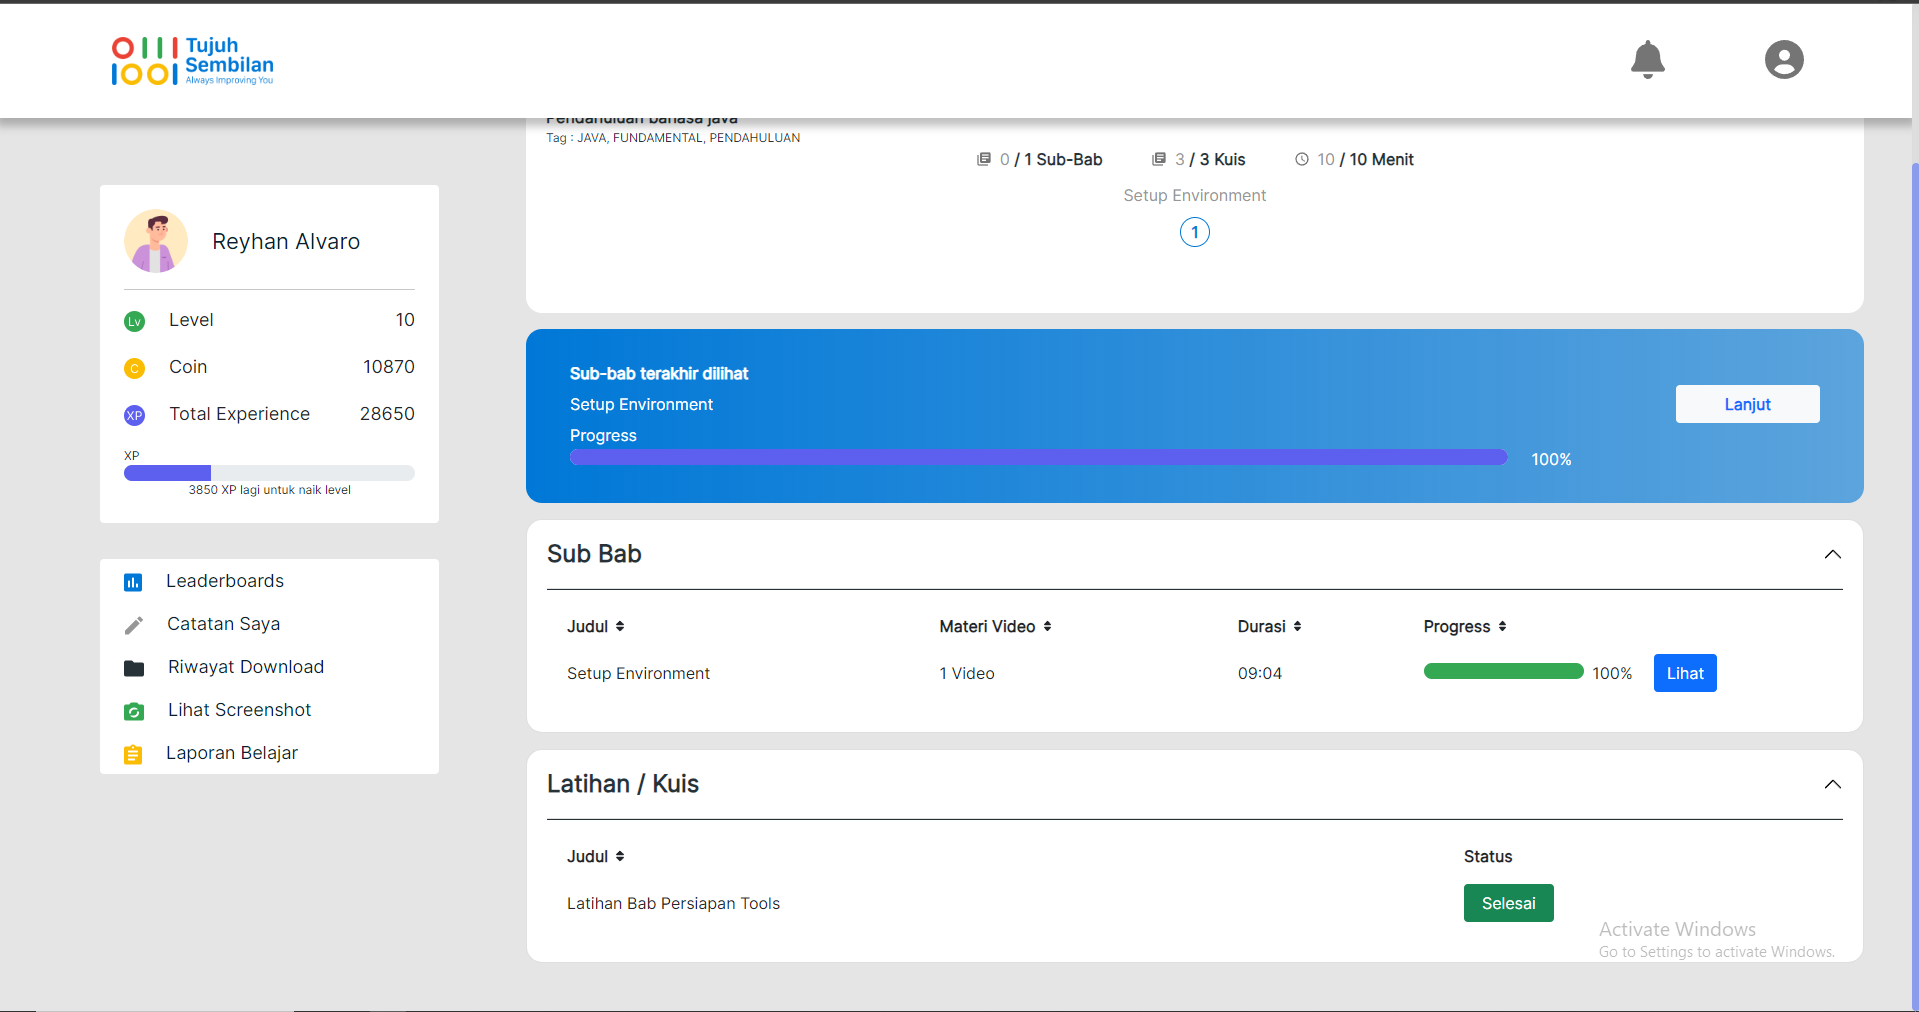 Tujuh
Sembilan
Always Improving You
Pendahuluan bahasa java
Tag : JAVA, FUNDAMENTAL, PENDAHULUAN
0 / 1 Sub-Bab
3 / 3 Kuis
10 / 10 Menit
Setup Environment
1
Reyhan Alvaro
Lv Level 10
C Coin 10870
XP Total Experience 28650
XP
3850 XP lagi untuk naik level
Leaderboards
Catatan Saya
Riwayat Download
Lihat Screenshot
Laporan Belajar
Sub-bab terakhir dilihat
Setup Environment
Progress
100%
Lanjut
Sub Bab
Judul Materi Video Durasi Progress
Setup Environment 1 Video 09:04 100% Lihat
Latihan / Kuis
Judul Status
Latihan Bab Persiapan Tools Selesai
Activate Windows
Go to Settings to activate Windows.